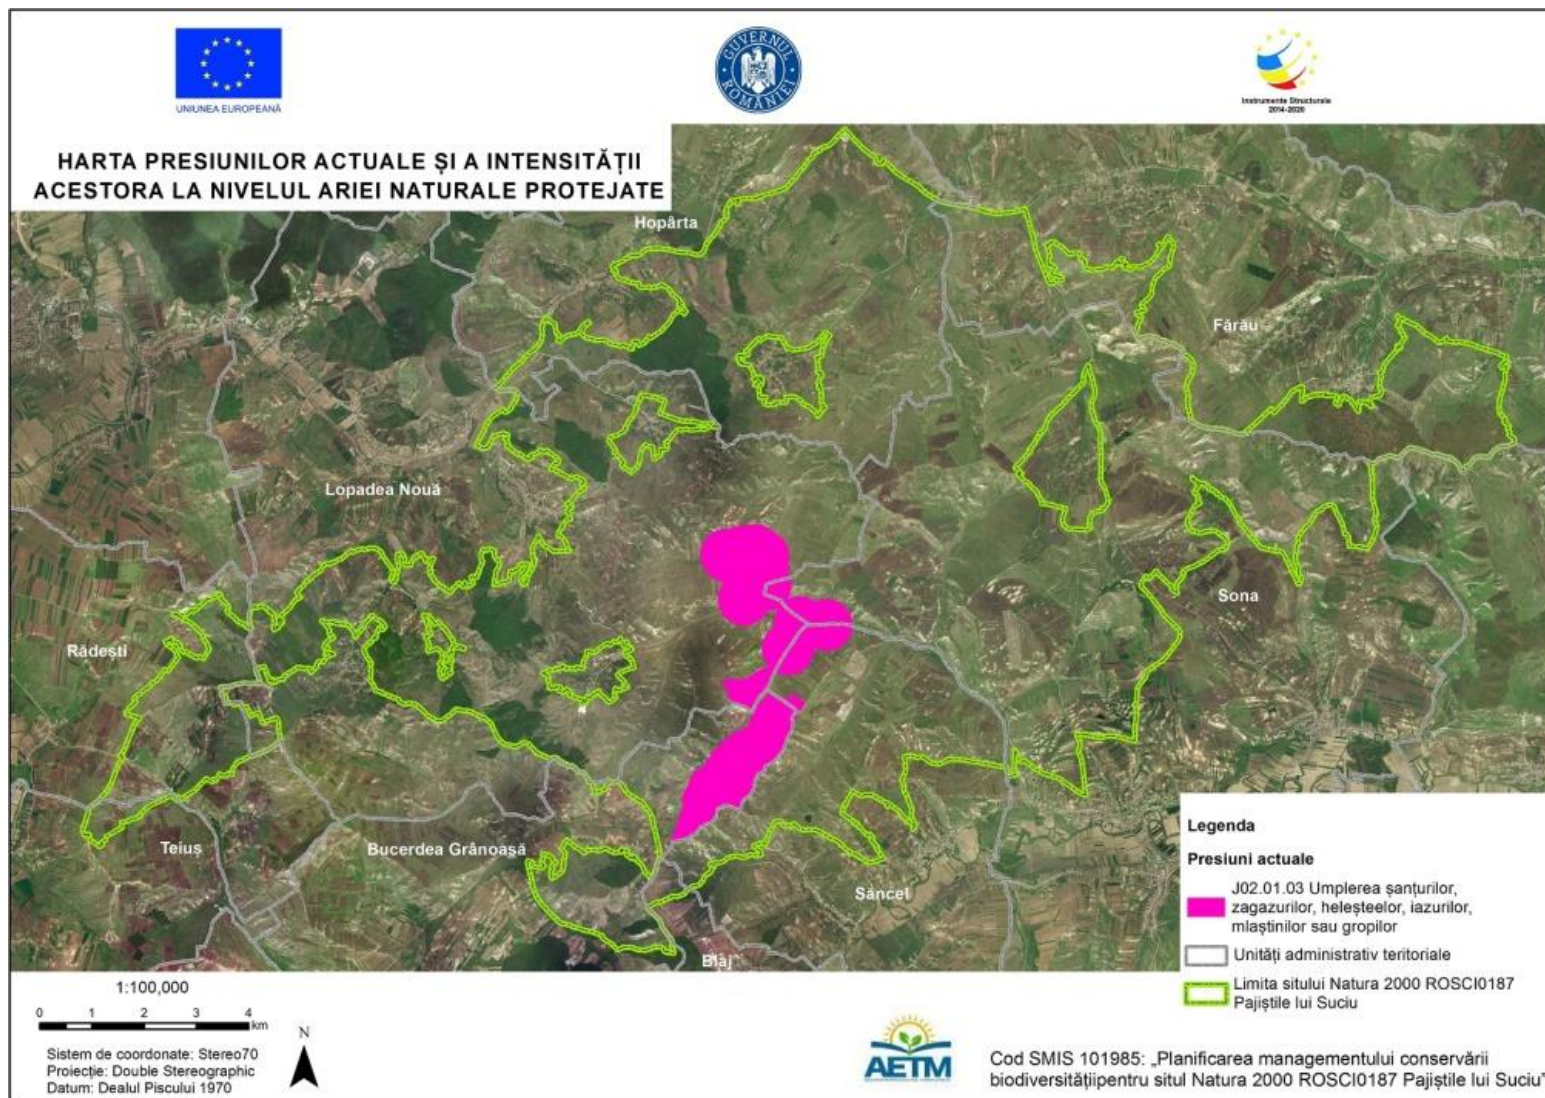 UNIUNEA EUROPEANĂ
GUVERNUL ROMÂNIEI
Instrumente Structurale
2014-2020
HARTA PRESIUNILOR ACTUALE ȘI A INTENSITĂȚII
ACESTORA LA NIVELUL ARIEI NATURALE PROTEJATE
Hopârta
Fărău
Lopadea Nouă
Sona
Rădești
Teiuș
Bucerdea Grânoasă
Sâncel
Blaj
Legenda
Presiuni actuale
J02.01.03 Umplerea șanțurilor,
zagazurilor, heleșteelor, iazurilor,
mlaștinilor sau gropilor
Unități administrativ teritoriale
Limita sitului Natura 2000 ROSCI0187
Pajiștile lui Suciu
1:100,000
0 1 2 3 4
km
N
Sistem de coordonate: Stereo70
Proiecție: Double Stereographic
Datum: Dealul Piscului 1970
AETM
Cod SMIS 101985: „Planificarea managementului conservării
biodiversitățiipentru situl Natura 2000 ROSCI0187 Pajiștile lui Suciu”